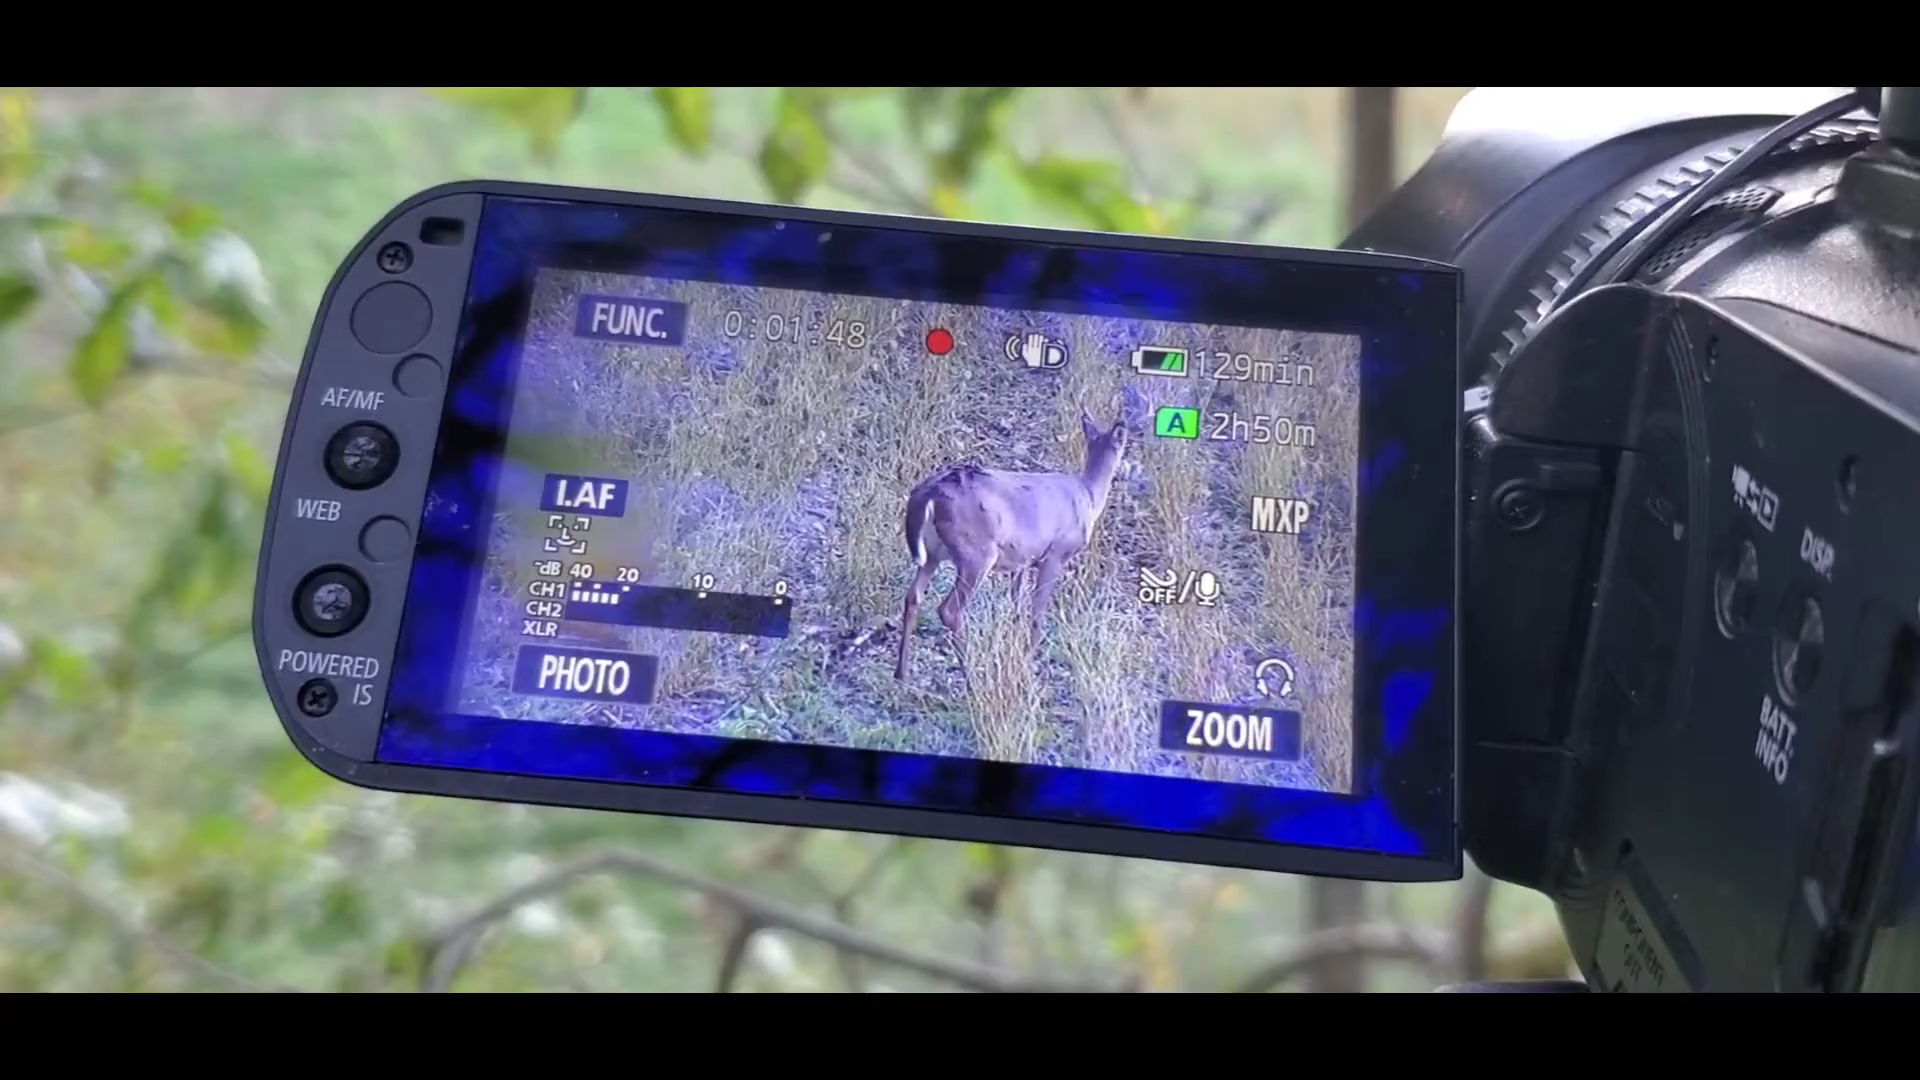 FUNC. 0:01:48 129min
A 2h50m
AF/MF
I.AF
MXP
WEB
-dB 40 20 10 0
CH1
CH2
OFF/
XLR
POWERED
IS
PHOTO
ZOOM
DISP.
BATT.
INFO